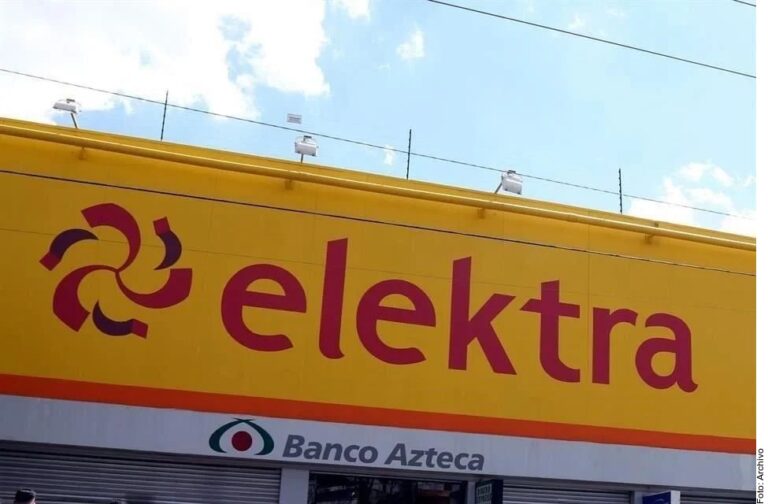 elektra
Banco Azteca
Foto: Archivo